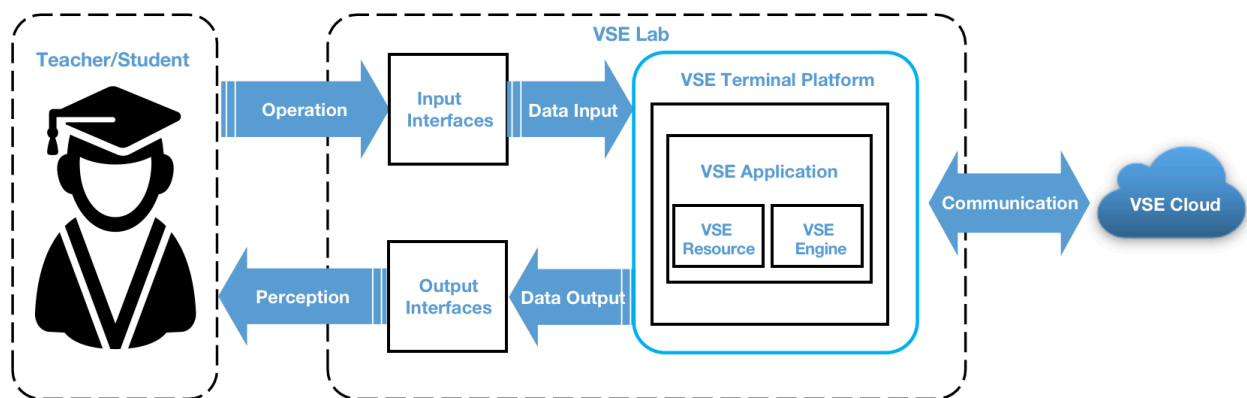 VSE Lab
Teacher/Student
Operation
Input
Interfaces
Data Input
VSE Terminal Platform
VSE Application
VSE
Resource
VSE
Engine
Communication
VSE Cloud
Perception
Output
Interfaces
Data Output